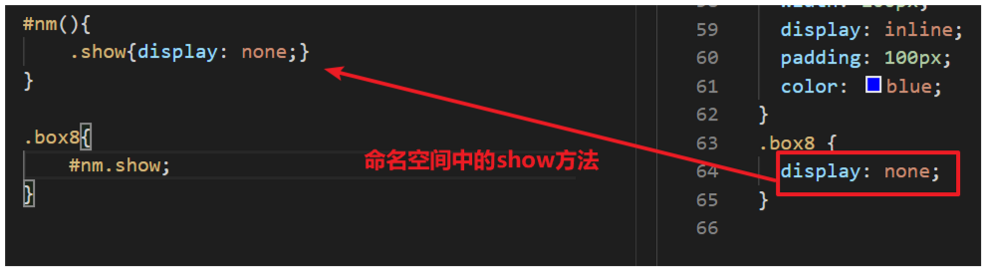 #nm(){
.show{display: none;}
}
.box8{
#nm.show;
}
命名空间中的show方法
59 display: inline;
60 padding: 100px;
61 color: blue;
62 }
63 .box8 {
64 display: none;
65 }
66